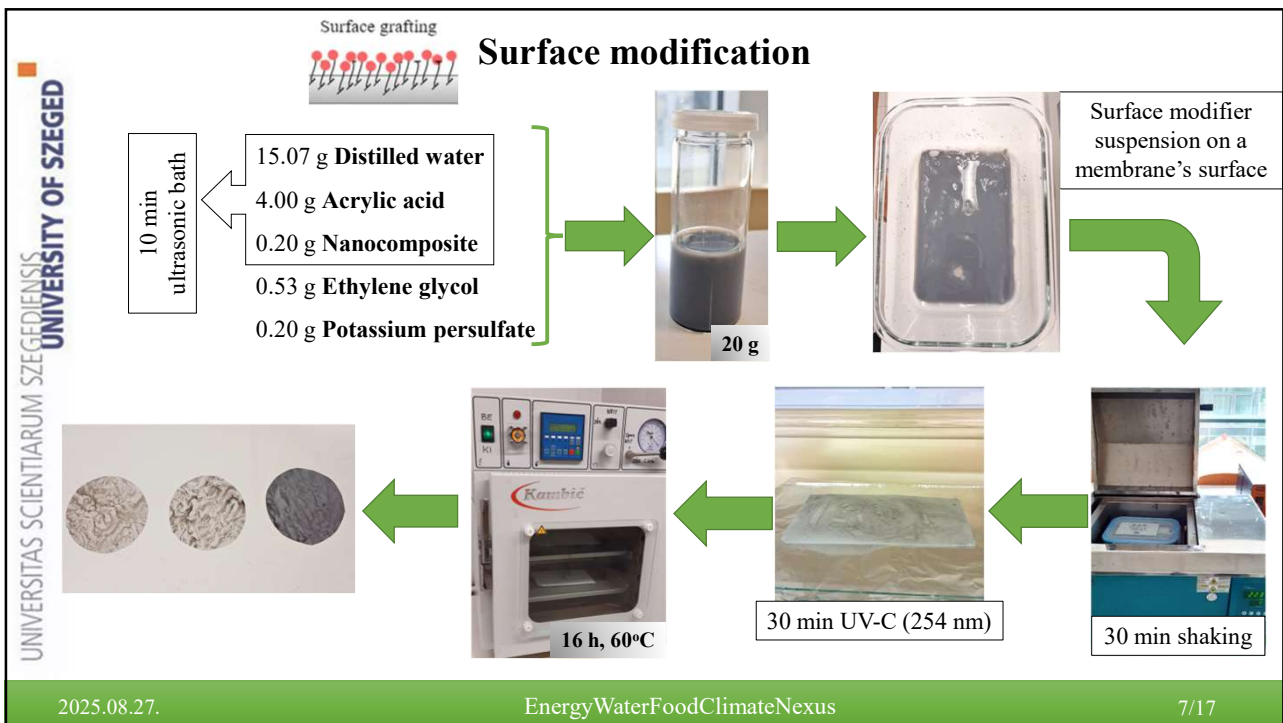 Surface grafting
Surface modification
UNIVERSITAS SCIENTIARUM SZEGEDIENSIS
UNIVERSITY OF SZEGED
10 min
ultrasonic bath
15.07 g Distilled water
4.00 g Acrylic acid
0.20 g Nanocomposite
0.53 g Ethylene glycol
0.20 g Potassium persulfate
20 g
Surface modifier
suspension on a
membrane's surface
30 min shaking
30 min UV-C (254 nm)
BE
KI
Kambič
16 h, 60°C
2025.08.27.
EnergyWaterFoodClimateNexus
7/17